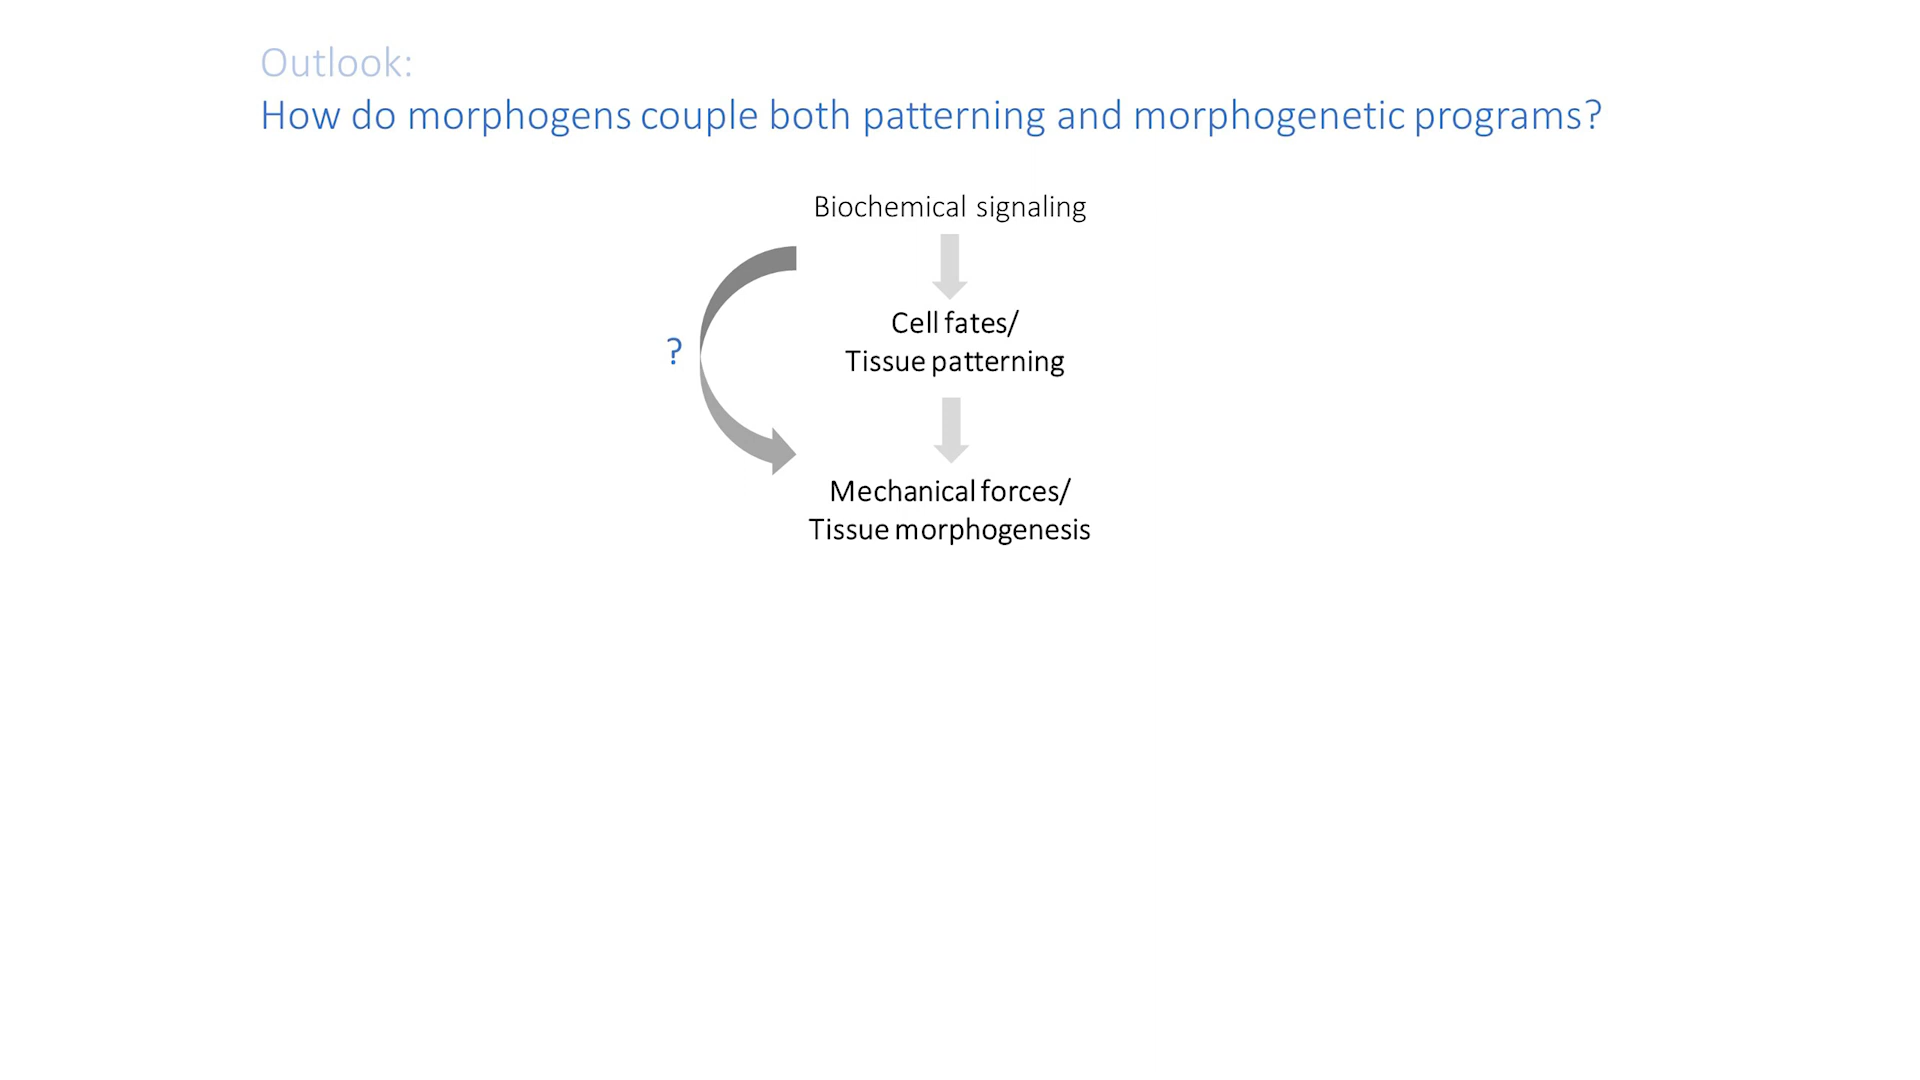 Outlook:
How do morphogens couple both patterning and morphogenetic programs?
Biochemical signaling
Cell fates/
?
Tissue patterning
Mechanical forces/
Tissue morphogenesis